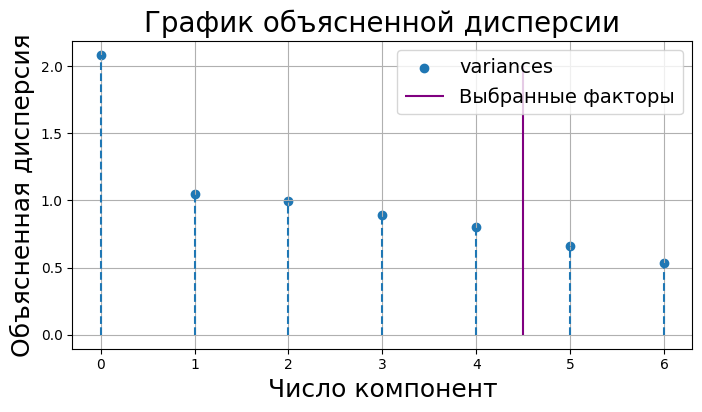 График объясненной дисперсии
variances
Выбранные факторы
Объясненная дисперсия
2.0
1.5
1.0
0.5
0.0
0 1 2 3 4 5 6
Число компонент